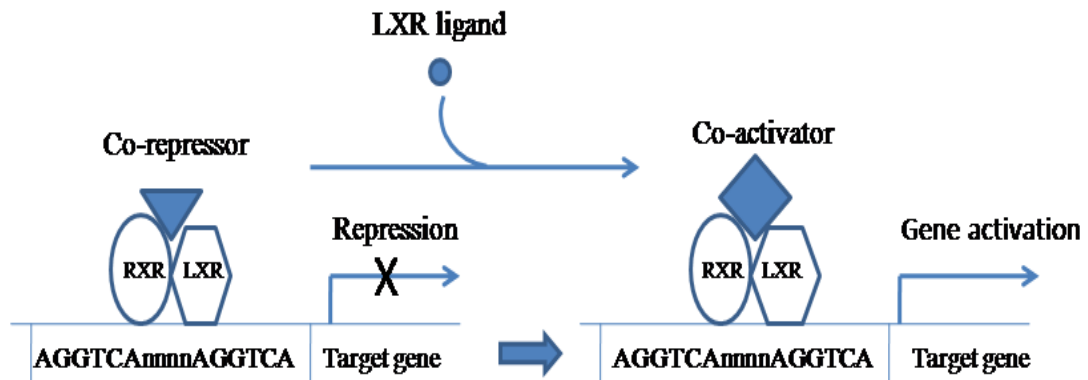 LXR ligand
Co-repressor
Co-activator
Repression
X
Gene activation
RXR
LXR
RXR
LXR
AGGTCAnnnnAGGTCA
Target gene
AGGTCAnnnnAGGTCA
Target gene